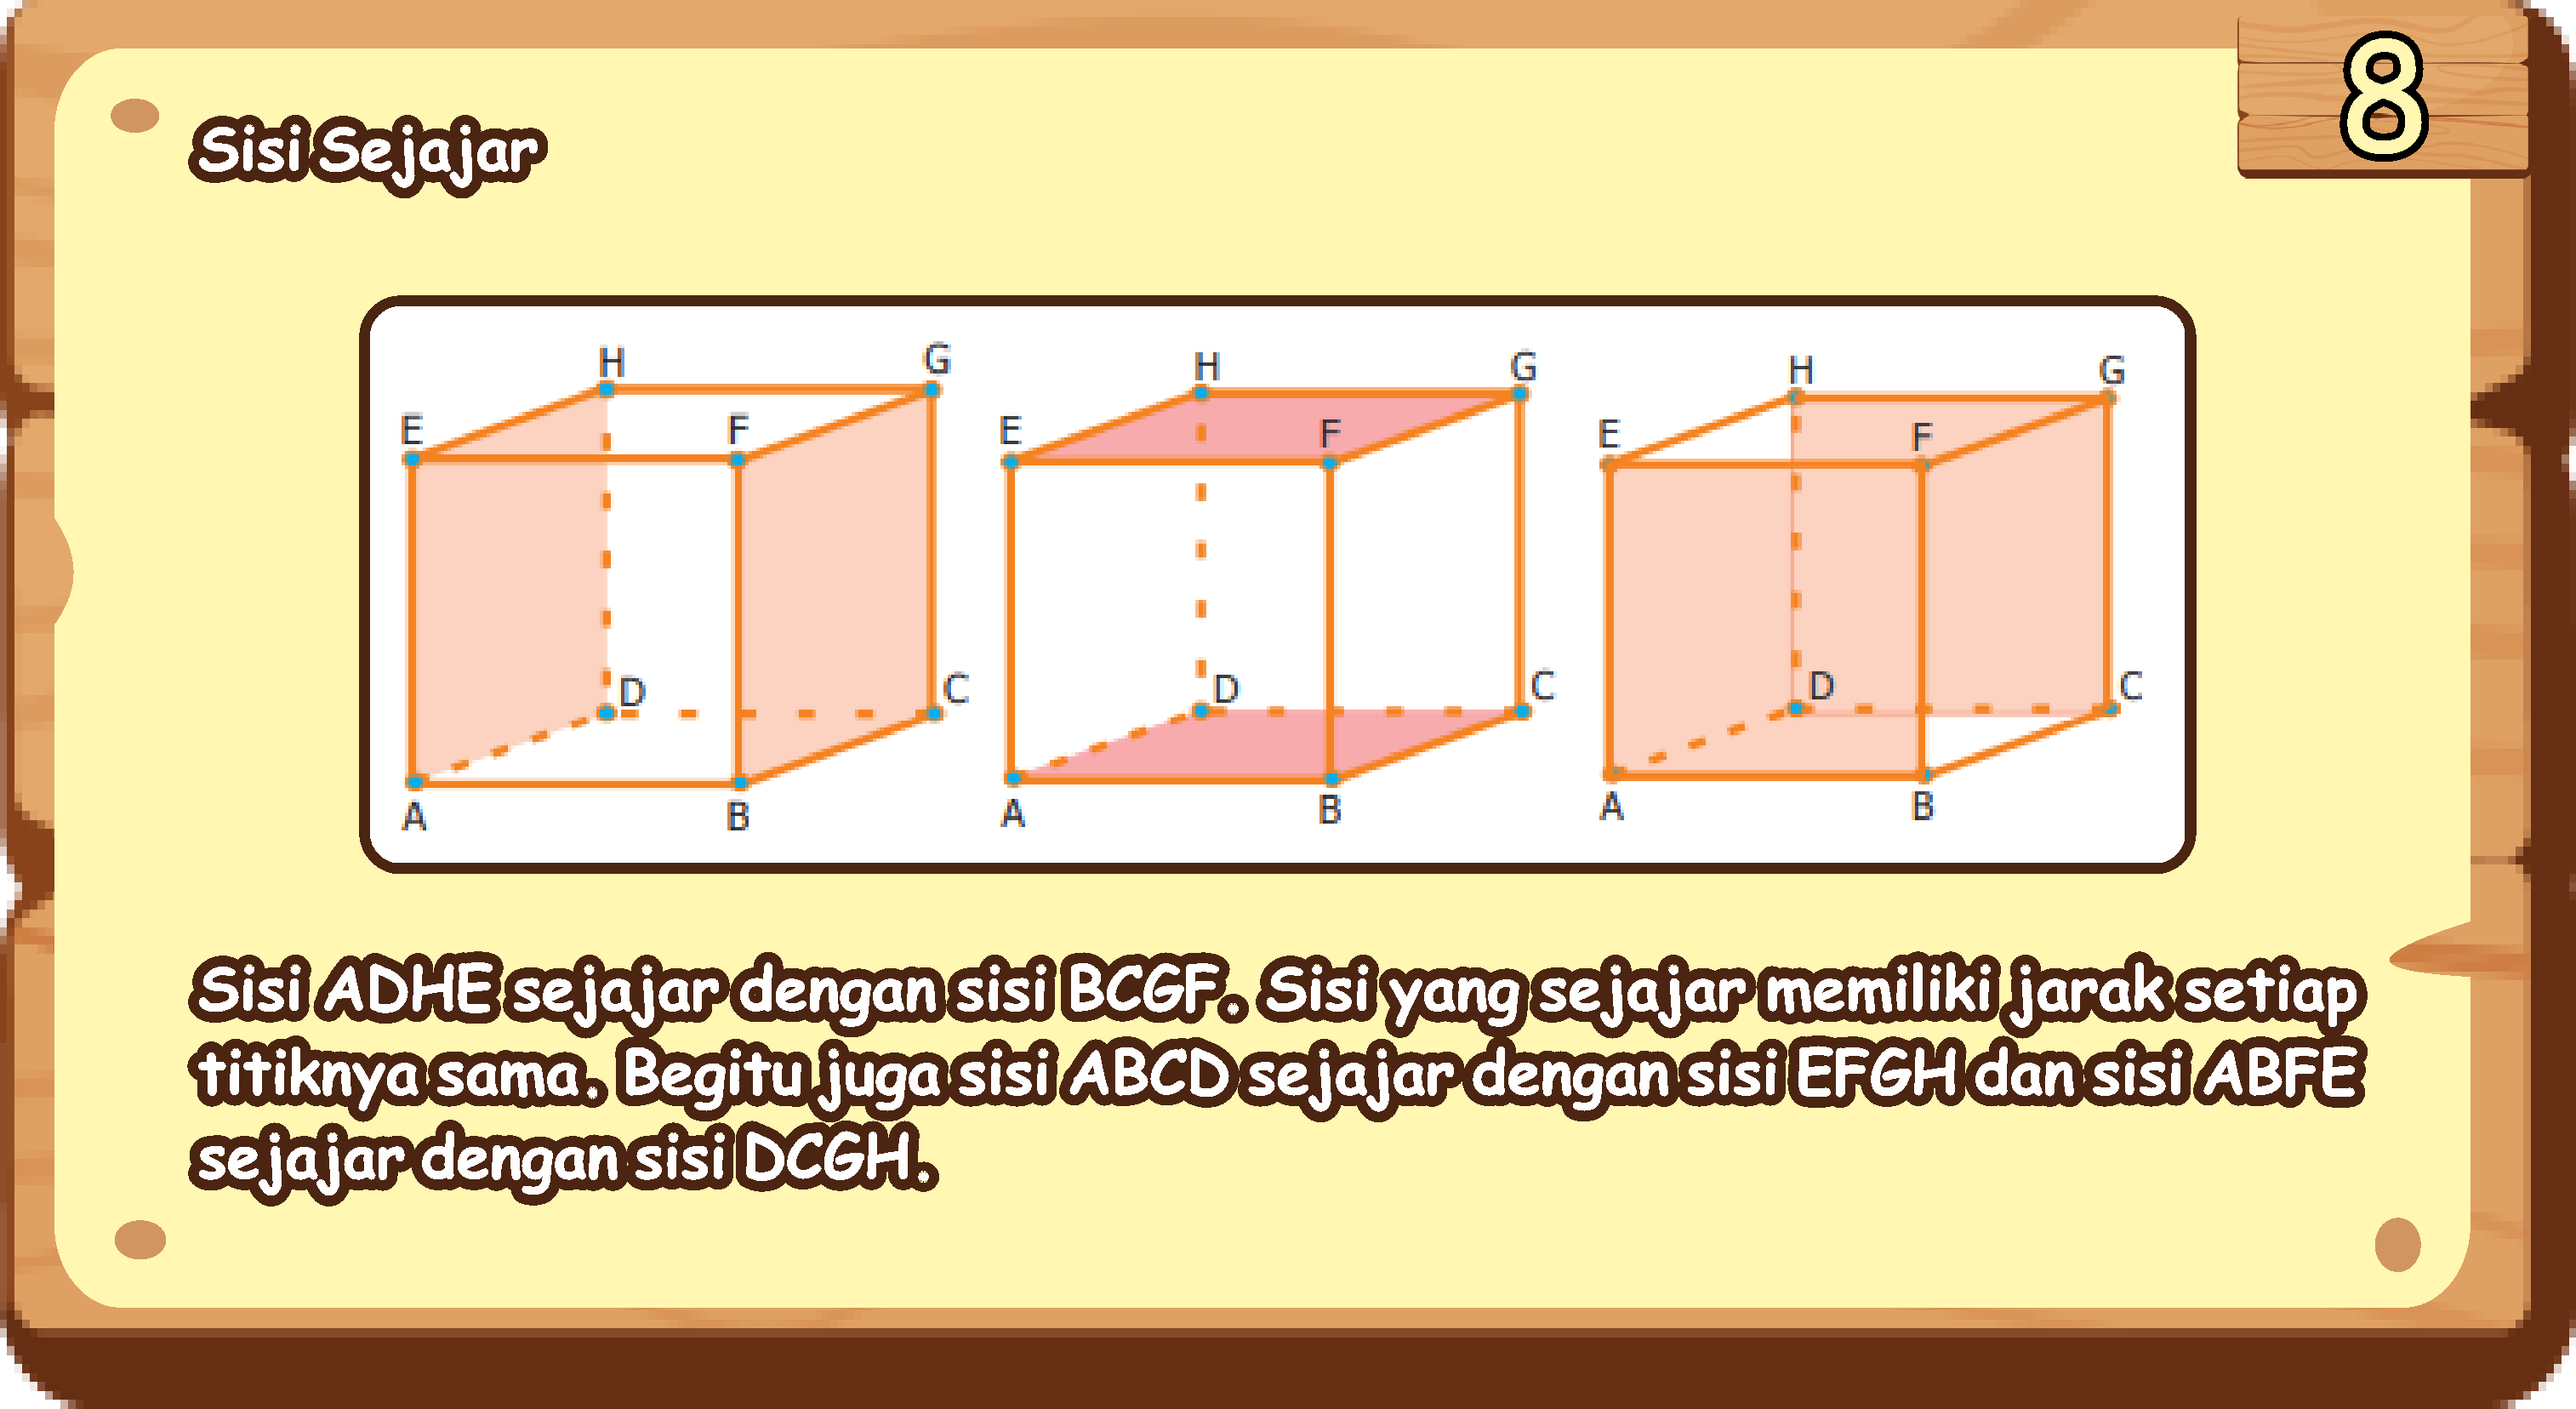 8
Sisi Sejajar
H G
E F
D C
A B
H G
E F
D C
A B
H G
E F
D C
A B
Sisi ADHE sejajar dengan sisi BCGF. Sisi yang sejajar memiliki jarak setiap
titiknya sama. Begitu juga sisi ABCD sejajar dengan sisi EFGH dan sisi ABFE
sejajar dengan sisi DCGH.